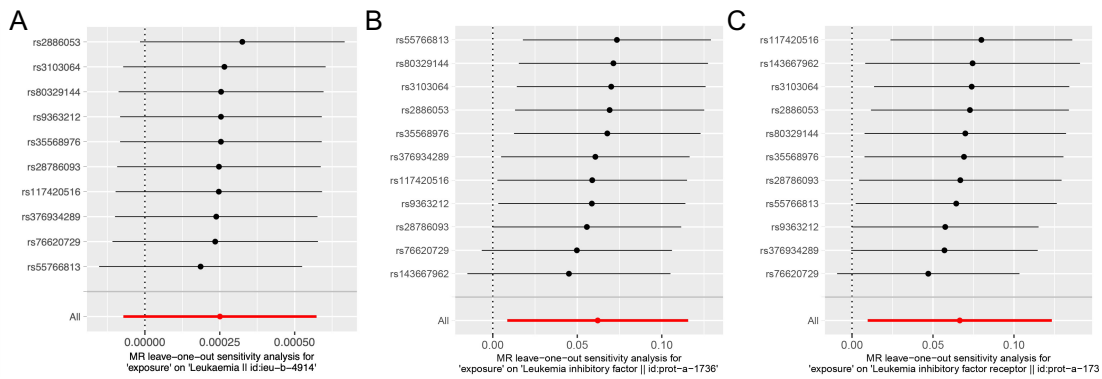 A
rs2886053
rs3103064
rs80329144
rs9363212
rs35568976
rs28786093
rs117420516
rs376934289
rs76620729
rs55766813
All
0.00000 0.00025 0.00050
MR leave−one−out sensitivity analysis for
'exposure' on 'Leukaemia || id:ieu−b−4914'
B
rs55766813
rs80329144
rs3103064
rs2886053
rs35568976
rs376934289
rs117420516
rs9363212
rs28786093
rs76620729
rs143667962
All
0.00 0.05 0.10
MR leave−one−out sensitivity analysis for
'exposure' on 'Leukemia inhibitory factor || id:prot−a−1736'
C
rs117420516
rs143667962
rs3103064
rs2886053
rs80329144
rs35568976
rs28786093
rs55766813
rs9363212
rs376934289
rs76620729
All
0.00 0.05 0.10
MR leave−one−out sensitivity analysis for
'exposure' on 'Leukemia inhibitory factor receptor || id:prot−a−173